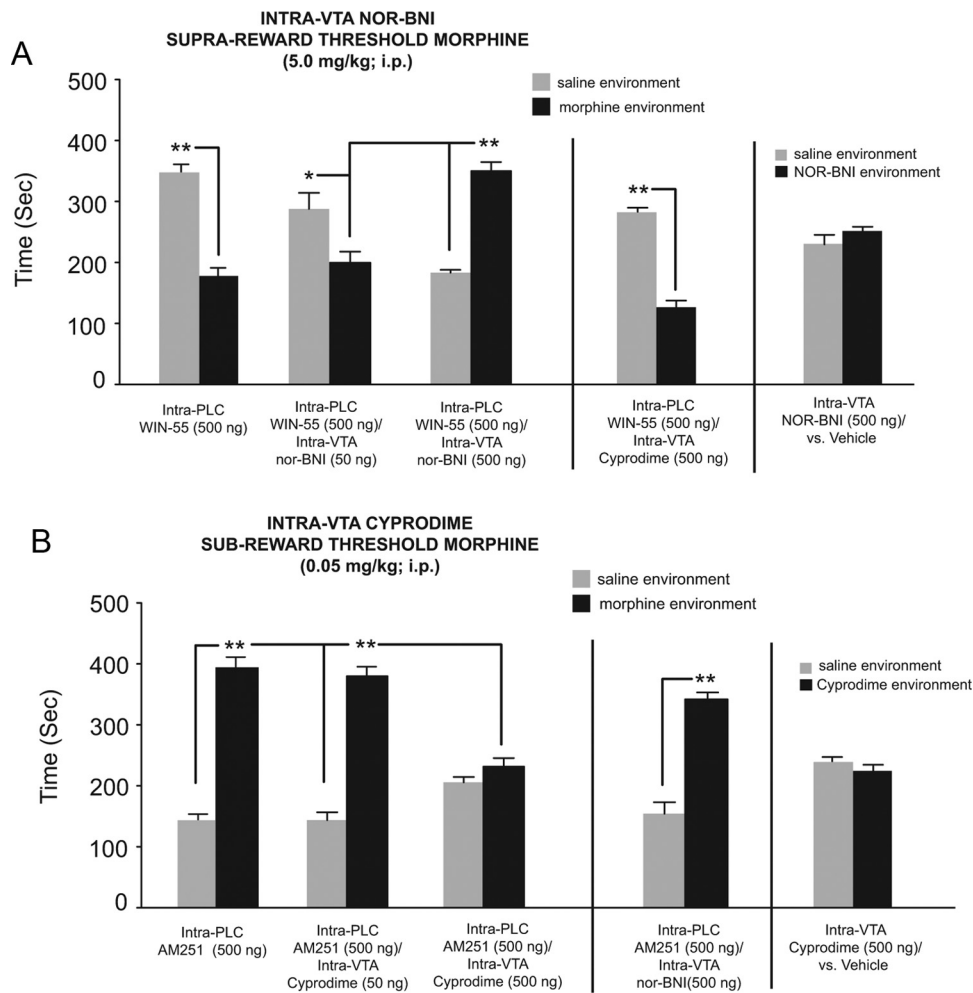 A
INTRA-VTA NOR-BNI
SUPRA-REWARD THRESHOLD MORPHINE
(5.0 mg/kg; i.p.)
saline environment
morphine environment
saline environment
NOR-BNI environment
Time (Sec)
500
400
300
200
100
0
**
*
**
**
Intra-PLC
WIN-55 (500 ng)
Intra-PLC
WIN-55 (500 ng)/
Intra-VTA
nor-BNI (50 ng)
Intra-PLC
WIN-55 (500 ng)/
Intra-VTA
nor-BNI (500 ng)
Intra-PLC
WIN-55 (500 ng)/
Intra-VTA
Cyprodime (500 ng)
Intra-VTA
NOR-BNI (500 ng)/
vs. Vehicle
B
INTRA-VTA CYPRODIME
SUB-REWARD THRESHOLD MORPHINE
(0.05 mg/kg; i.p.)
saline environment
morphine environment
saline environment
Cyprodime environment
Time (Sec)
500
400
300
200
100
0
**
**
**
Intra-PLC
AM251 (500 ng)
Intra-PLC
AM251 (500 ng)/
Intra-VTA
Cyprodime (50 ng)
Intra-PLC
AM251 (500 ng)/
Intra-VTA
Cyprodime (500 ng)
Intra-PLC
AM251 (500 ng)/
Intra-VTA
nor-BNI(500 ng)
Intra-VTA
Cyprodime (500 ng)/
vs. Vehicle